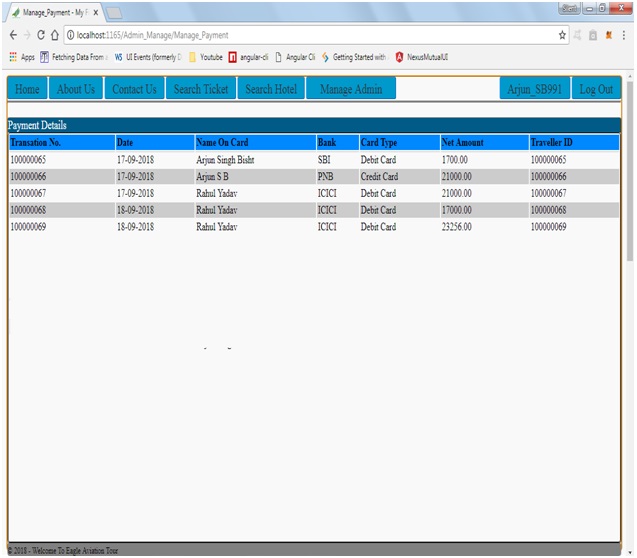 Manage_Payment - My F
localhost:1165/Admin_Manage/Manage_Payment
Apps Fetching Data From UI Events (formerly D Youtube angular-cli Angular Cli Getting Started with NexusMutualUI
Home About Us Contact Us Search Ticket Search Hotel Manage Admin Arjun_SB991 Log Out
Payment Details
Transation No. Date Name On Card Bank Card Type Net Amount Traveller ID
100000065 17-09-2018 Arjun Singh Bisht SBI Debit Card 1700.00 100000065
100000066 17-09-2018 Arjun S B PNB Credit Card 21000.00 100000066
100000067 17-09-2018 Rahul Yadav ICICI Debit Card 21000.00 100000067
100000068 18-09-2018 Rahul Yadav ICICI Debit Card 17000.00 100000068
100000069 18-09-2018 Rahul Yadav ICICI Debit Card 23256.00 100000069
© 2018 - Welcome To Eagle Aviation Tour